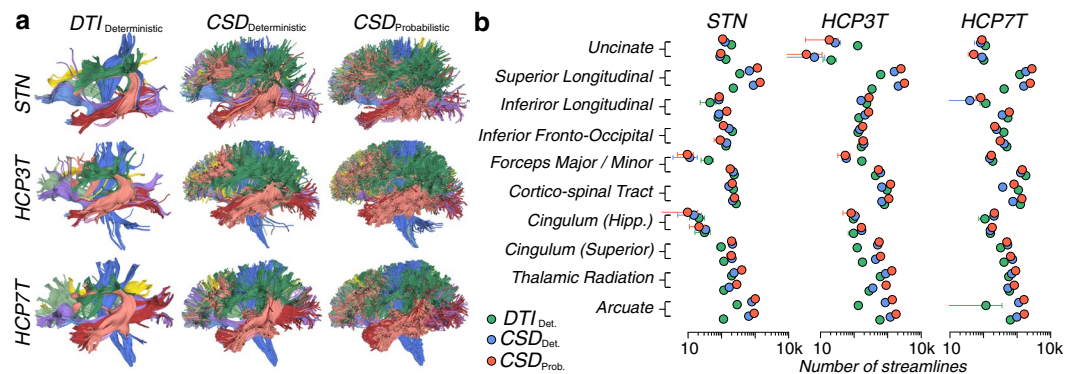 a
DTI Deterministic
CSD Deterministic
CSD Probabilistic
STN
HCP3T
HCP7T
b
STN
HCP3T
HCP7T
Uncinate
Superior Longitudinal
Inferiror Longitudinal
Inferior Fronto-Occipital
Forceps Major / Minor
Cortico-spinal Tract
Cingulum (Hipp.)
Cingulum (Superior)
Thalamic Radiation
Arcuate
DTI Det.
CSD Det.
CSD Prob.
10 10k
10 10k
10 10k
Number of streamlines